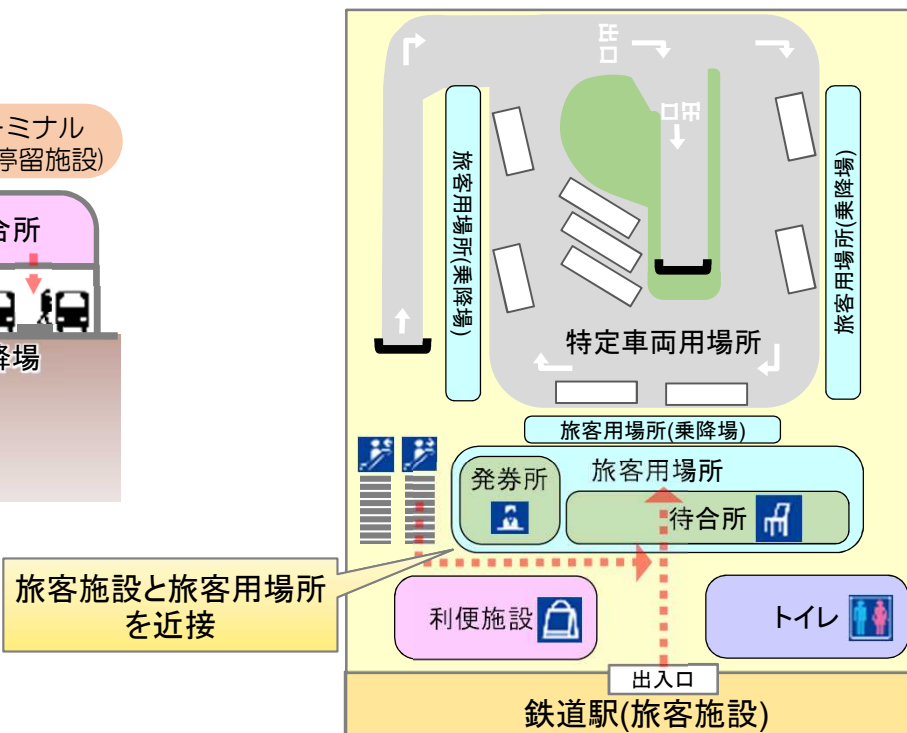 ーミナル
停留施設)
合所
降場
出口
出口
旅客用場所(乗降場)
旅客用場所(乗降場)
特定車両用場所
旅客用場所(乗降場)
発券所
旅客用場所
待合所
旅客施設と旅客用場所
を近接
利便施設
トイレ
出入口
鉄道駅(旅客施設)